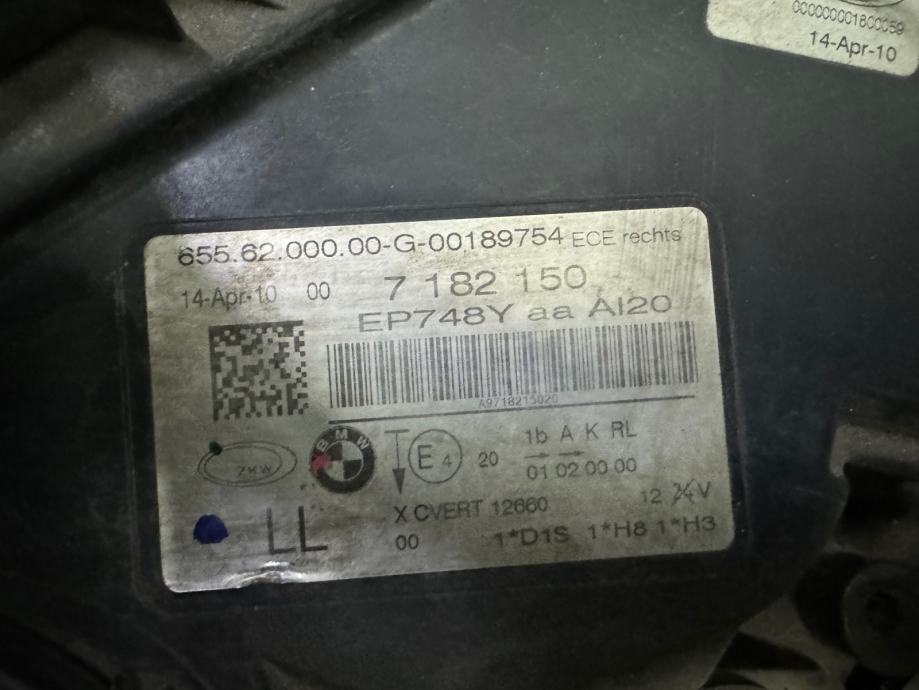 000000001800059
14-Apr-10
655.62.000.00-G-00189754 ECE rechts
14-Apr-10 00 7 182 150
EP748Y aa AI20
A9718215020
ZKW BMW E4 20 1b A K RL
01 02 00 00
X CVERT 12660 12 24 V
LL 00 1*D1S 1*H8 1*H3